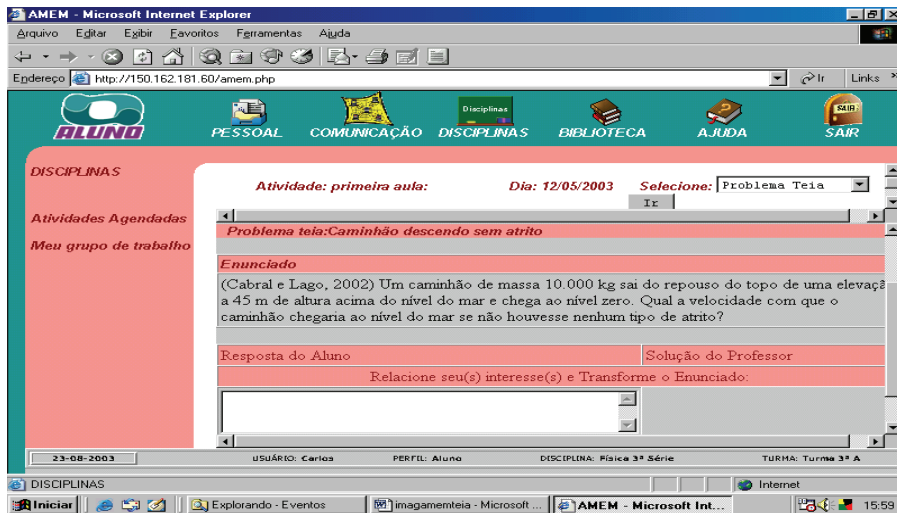 AMEM - Microsoft Internet Explorer
Arquivo Editar Exibir Favoritos Ferramentas Ajuda
Endereço http://150.162.181.60/amem.php Ir Links
ALUNO PESSOAL COMUNICAÇÃO Disciplinas DISCIPLINAS BIBLIOTECA AJUDA SAIR SAIR
DISCIPLINAS
Atividade: primeira aula: Dia: 12/05/2003 Selecione: Problema Teia
Ir
Atividades Agendadas
Meu grupo de trabalho
Problema teia:Caminhão descendo sem atrito
Enunciado
(Cabral e Lago, 2002) Um caminhão de massa 10.000 kg sai do repouso do topo de uma elevaçã
a 45 m de altura acima do nível do mar e chega ao nível zero. Qual a velocidade com que o
caminhão chegaria ao nível do mar se não houvesse nenhum tipo de atrito?
Resposta do Aluno Solução do Professor
Relacione seu(s) interesse(s) e Transforme o Enunciado:
23-08-2003 USUÁRIO: Carlos PERFIL: Aluno DISCIPLINA: Física 3ª Série TURMA: Turma 3ª A
DISCIPLINAS Internet
Iniciar Explorando - Eventos imagamemteia - Microsoft ... AMEM - Microsoft Int... 15:59